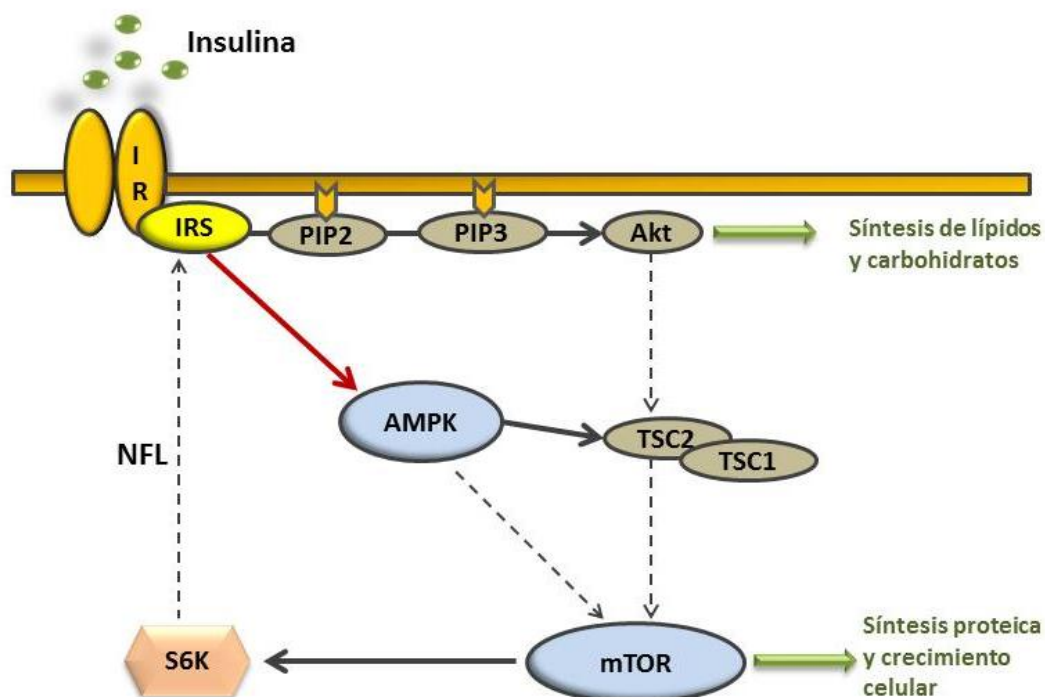 Insulina
I
R
IRS
PIP2
PIP3
Akt
Síntesis de lípidos
y carbohidratos
AMPK
TSC2
TSC1
NFL
S6K
mTOR
Síntesis proteica
y crecimiento
celular